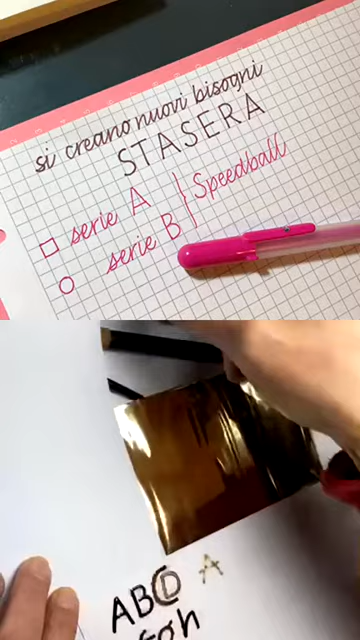 si creano nuovi bisogni
STASERA
serie A
serie B
Speedball
ABCD A